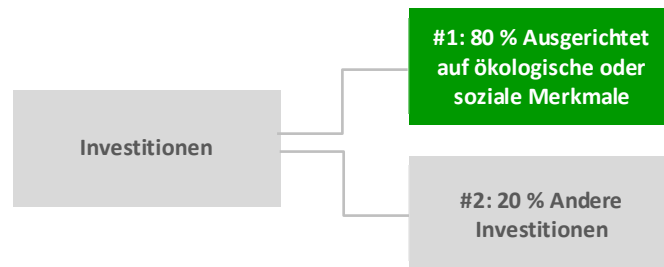 #1: 80 % Ausgerichtet
auf ökologische oder
soziale Merkmale
Investitionen
#2: 20 % Andere
Investitionen